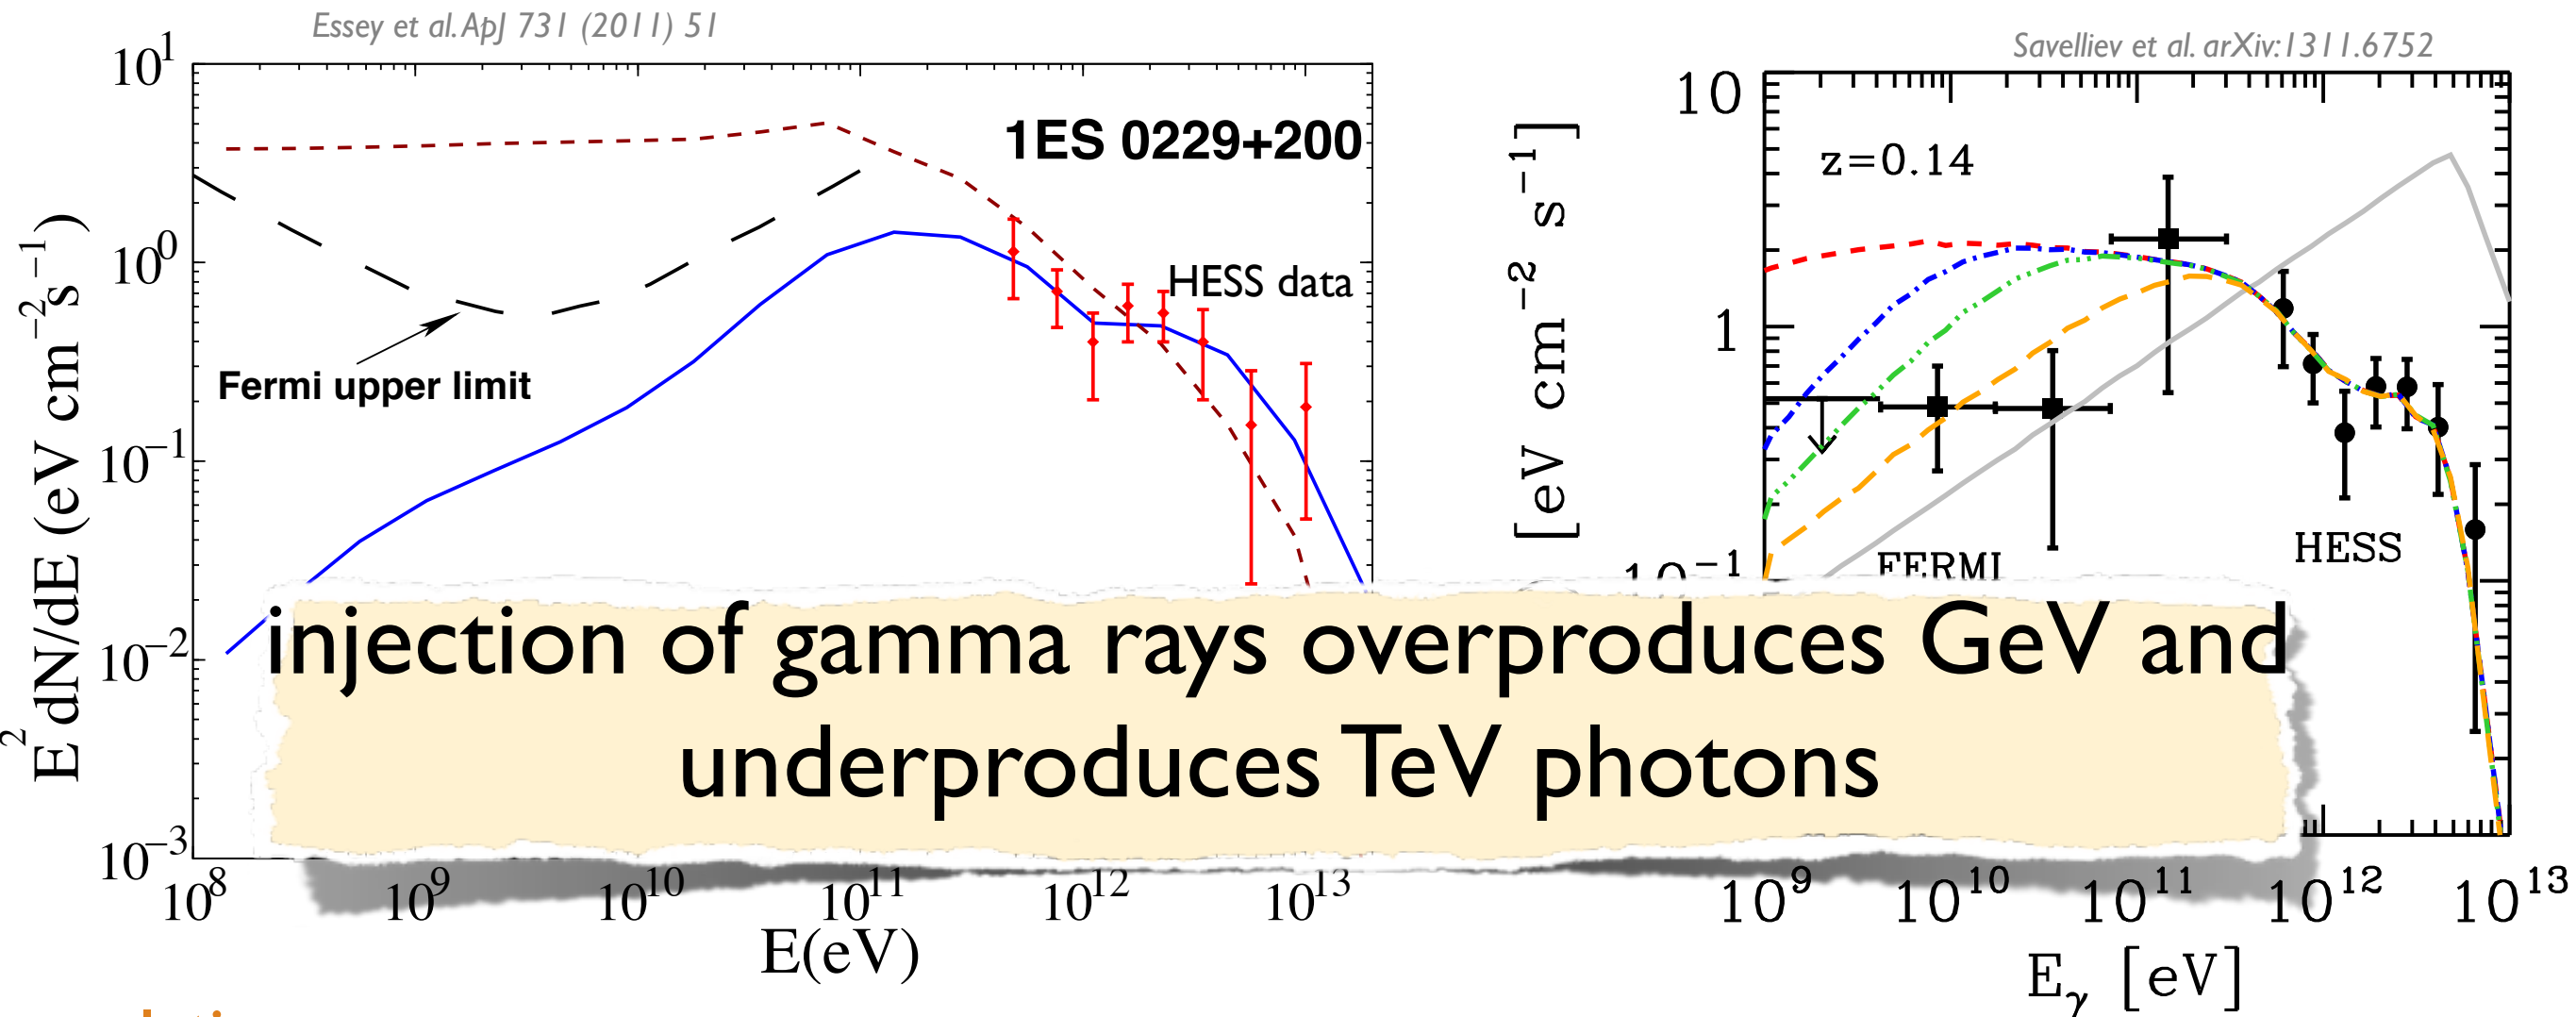 Essey et al. ApJ 731 (2011) 51
Savelliev et al. arXiv:1311.6752
10^1
10^0
10^-1
10^-2
10^-3
E^2 dN/dE (eV cm^-2 s^-1)
1ES 0229+200
HESS data
Fermi upper limit
10^8 10^9 10^10 10^11 10^12 10^13
E(eV)
10
1
10^-1
[eV cm^-2 s^-1]
z=0.14
FERMI
HESS
10^9 10^10 10^11 10^12 10^13
E_γ [eV]
injection of gamma rays overproduces GeV and
underproduces TeV photons